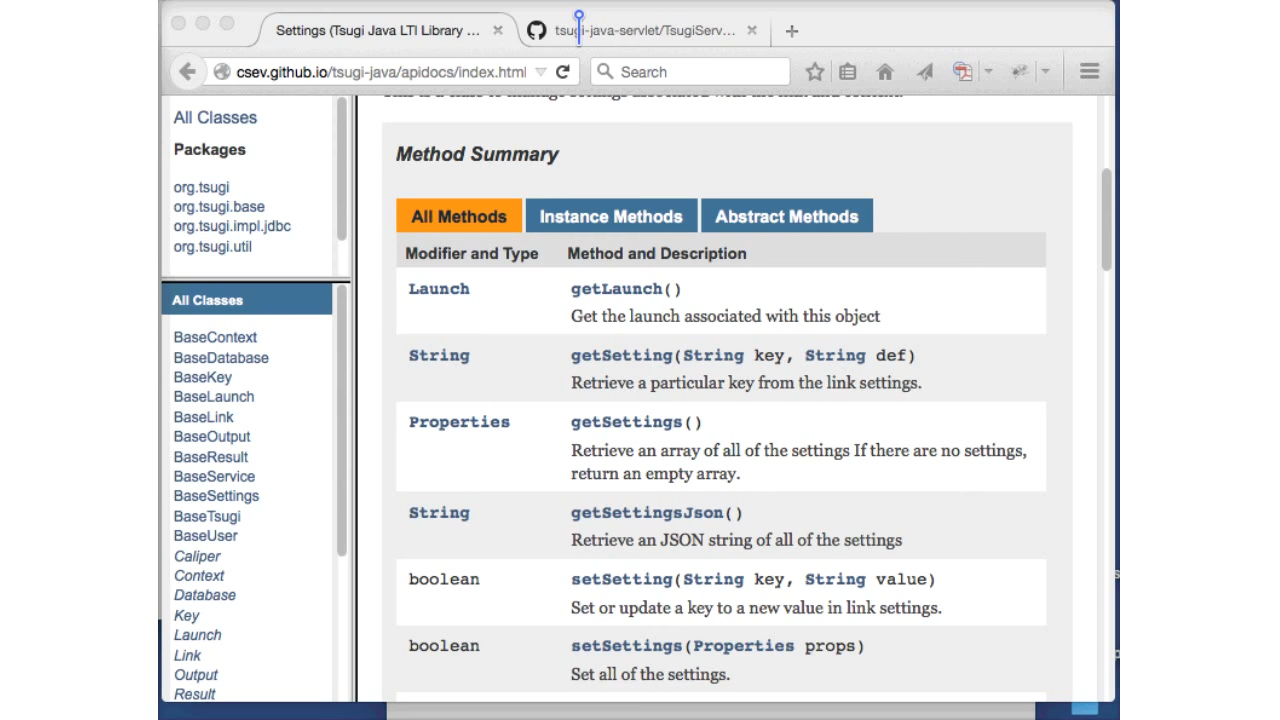 Settings (Tsugi Java LTI Library ...
tsugi-java-servlet/TsugiServ...
csev.github.io/tsugi-java/apidocs/index.html
Search
All Classes
Packages
org.tsugi
org.tsugi.base
org.tsugi.impl.jdbc
org.tsugi.util
All Classes
BaseContext
BaseDatabase
BaseKey
BaseLaunch
BaseLink
BaseOutput
BaseResult
BaseService
BaseSettings
BaseTsugi
BaseUser
Caliper
Context
Database
Key
Launch
Link
Output
Result
Method Summary
All Methods Instance Methods Abstract Methods
Modifier and Type Method and Description
Launch getLaunch()
Get the launch associated with this object
String getSetting(String key, String def)
Retrieve a particular key from the link settings.
Properties getSettings()
Retrieve an array of all of the settings If there are no settings,
return an empty array.
String getSettingsJson()
Retrieve an JSON string of all of the settings
boolean setSetting(String key, String value)
Set or update a key to a new value in link settings.
boolean setSettings(Properties props)
Set all of the settings.